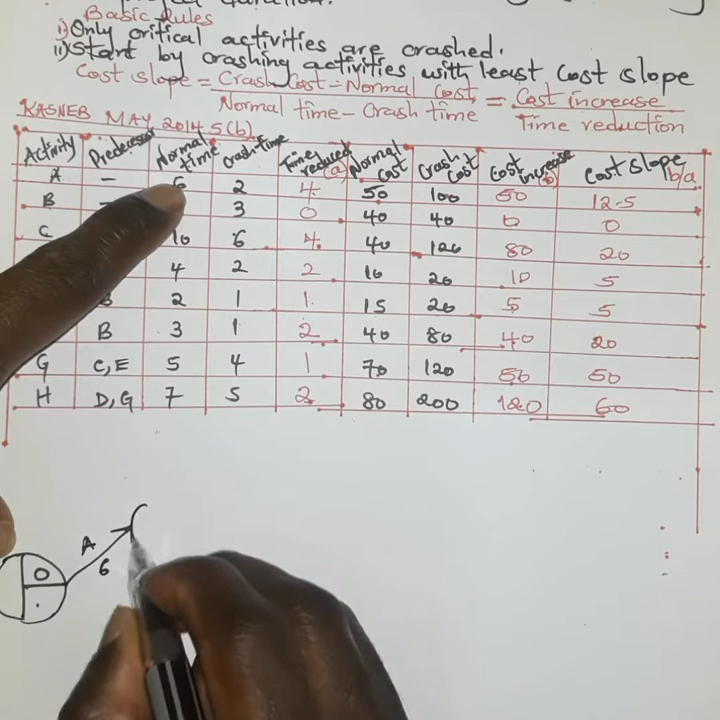 Basic Rules
i) Only critical activities are crashed.
ii) Start by crashing activities with least cost slope
Cost slope = Crash Cost - Normal cost = Cost increase
Normal time - Crash time Time reduction
KASNEB MAY 2014 5(b)
Activity Predecessor Normal time Crash time Time reduced (a) Normal cost Crash cost Cost increase (b) Cost slope b/a
A - 6 2 4 50 100 50 12.5
B - 3 0 40 40 0 0
C 10 6 4 40 120 80 20
4 2 2 10 20 10 5
B 2 1 1 15 20 5 5
B 3 1 2 40 80 40 20
G C,E 5 4 1 70 120 50 50
H D,G 7 5 2 80 200 120 60
A
6
0